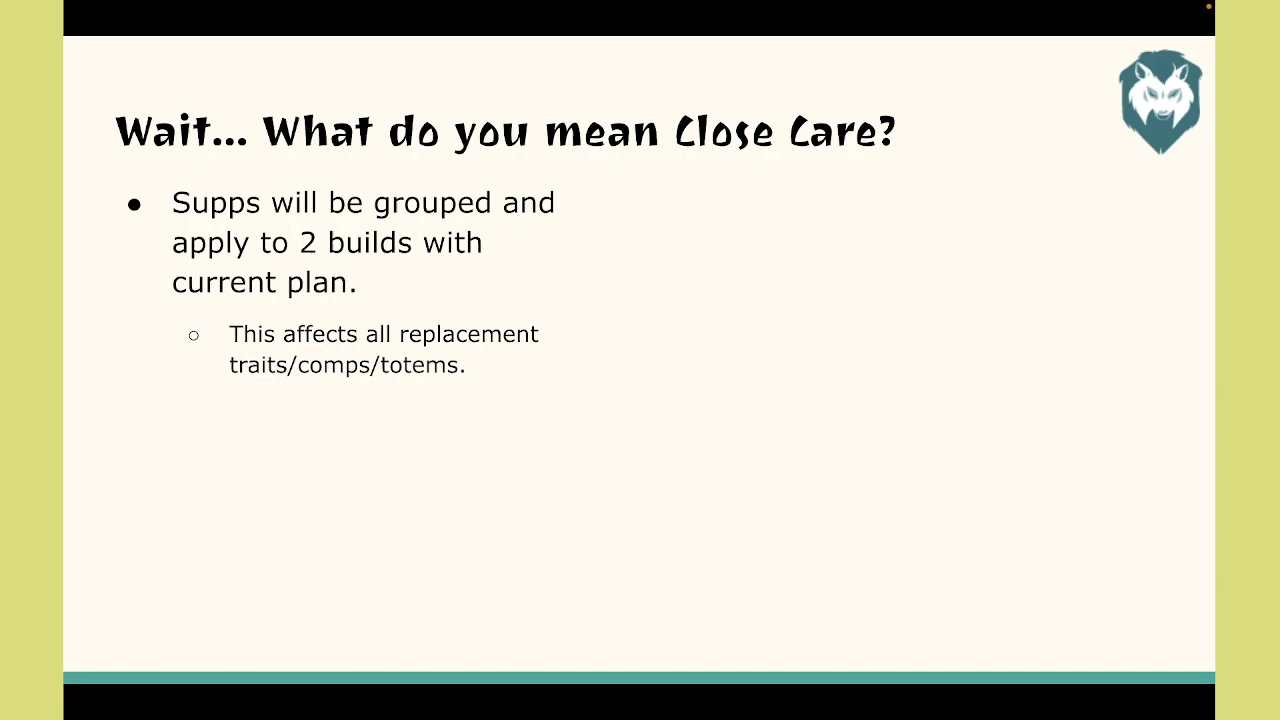 Wait... What do you mean Close Care?
● Supps will be grouped and
apply to 2 builds with
current plan.
○ This affects all replacement
traits/comps/totems.